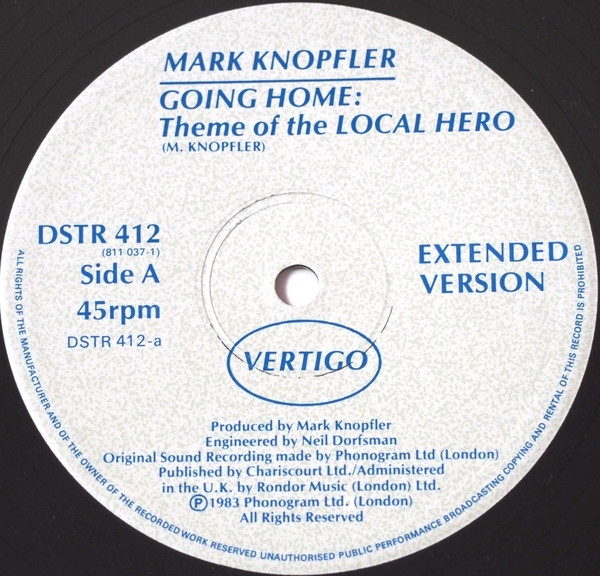 MARK KNOPFLER
GOING HOME:
Theme of the LOCAL HERO
(M. KNOPFLER)
DSTR 412
(811 037-1)
Side A
45rpm
DSTR 412-a
EXTENDED
VERSION
VERTIGO
Produced by Mark Knopfler
Engineered by Neil Dorfsman
Original Sound Recording made by Phonogram Ltd (London)
Published by Chariscourt Ltd./Administered
in the U.K. by Rondor Music (London) Ltd.
Ⓟ1983 Phonogram Ltd. (London)
All Rights Reserved
ALL RIGHTS OF THE MANUFACTURER AND OF THE OWNER OF THE RECORDED WORK RESERVED UNAUTHORISED PUBLIC PERFORMANCE BROADCASTING COPYING AND RENTAL OF THIS RECORD IS PROHIBITED